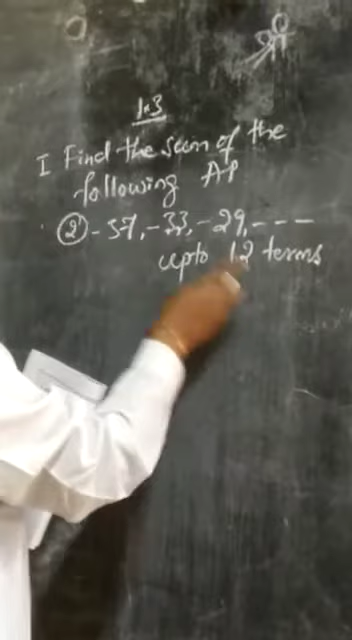 శ్రీ
1.3
I Find the sum of the
following AP
② -37, -33, -29, - - -
upto 12 terms